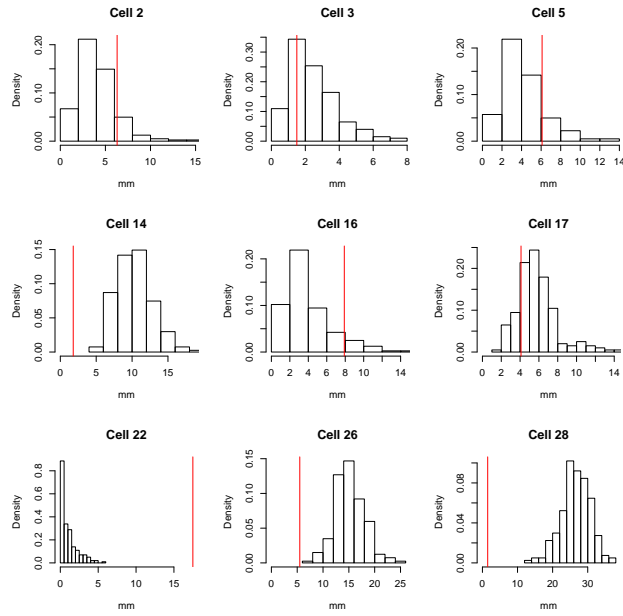 Cell 2
Density
0.00 0.10 0.20
0 5 10 15
mm
Cell 3
Density
0.00 0.10 0.20 0.30
0 2 4 6 8
mm
Cell 5
Density
0.00 0.10 0.20
0 2 4 6 8 10 12 14
mm
Cell 14
Density
0.00 0.05 0.10 0.15
5 10 15
mm
Cell 16
Density
0.00 0.10 0.20
0 2 4 6 8 10 14
mm
Cell 17
Density
0.00 0.10 0.20
0 2 4 6 8 10 14
mm
Cell 22
Density
0.0 0.2 0.4 0.6 0.8
0 5 10 15
mm
Cell 26
Density
0.00 0.05 0.10 0.15
0 5 10 15 20 25
mm
Cell 28
Density
0.00 0.04 0.08
0 10 20 30
mm